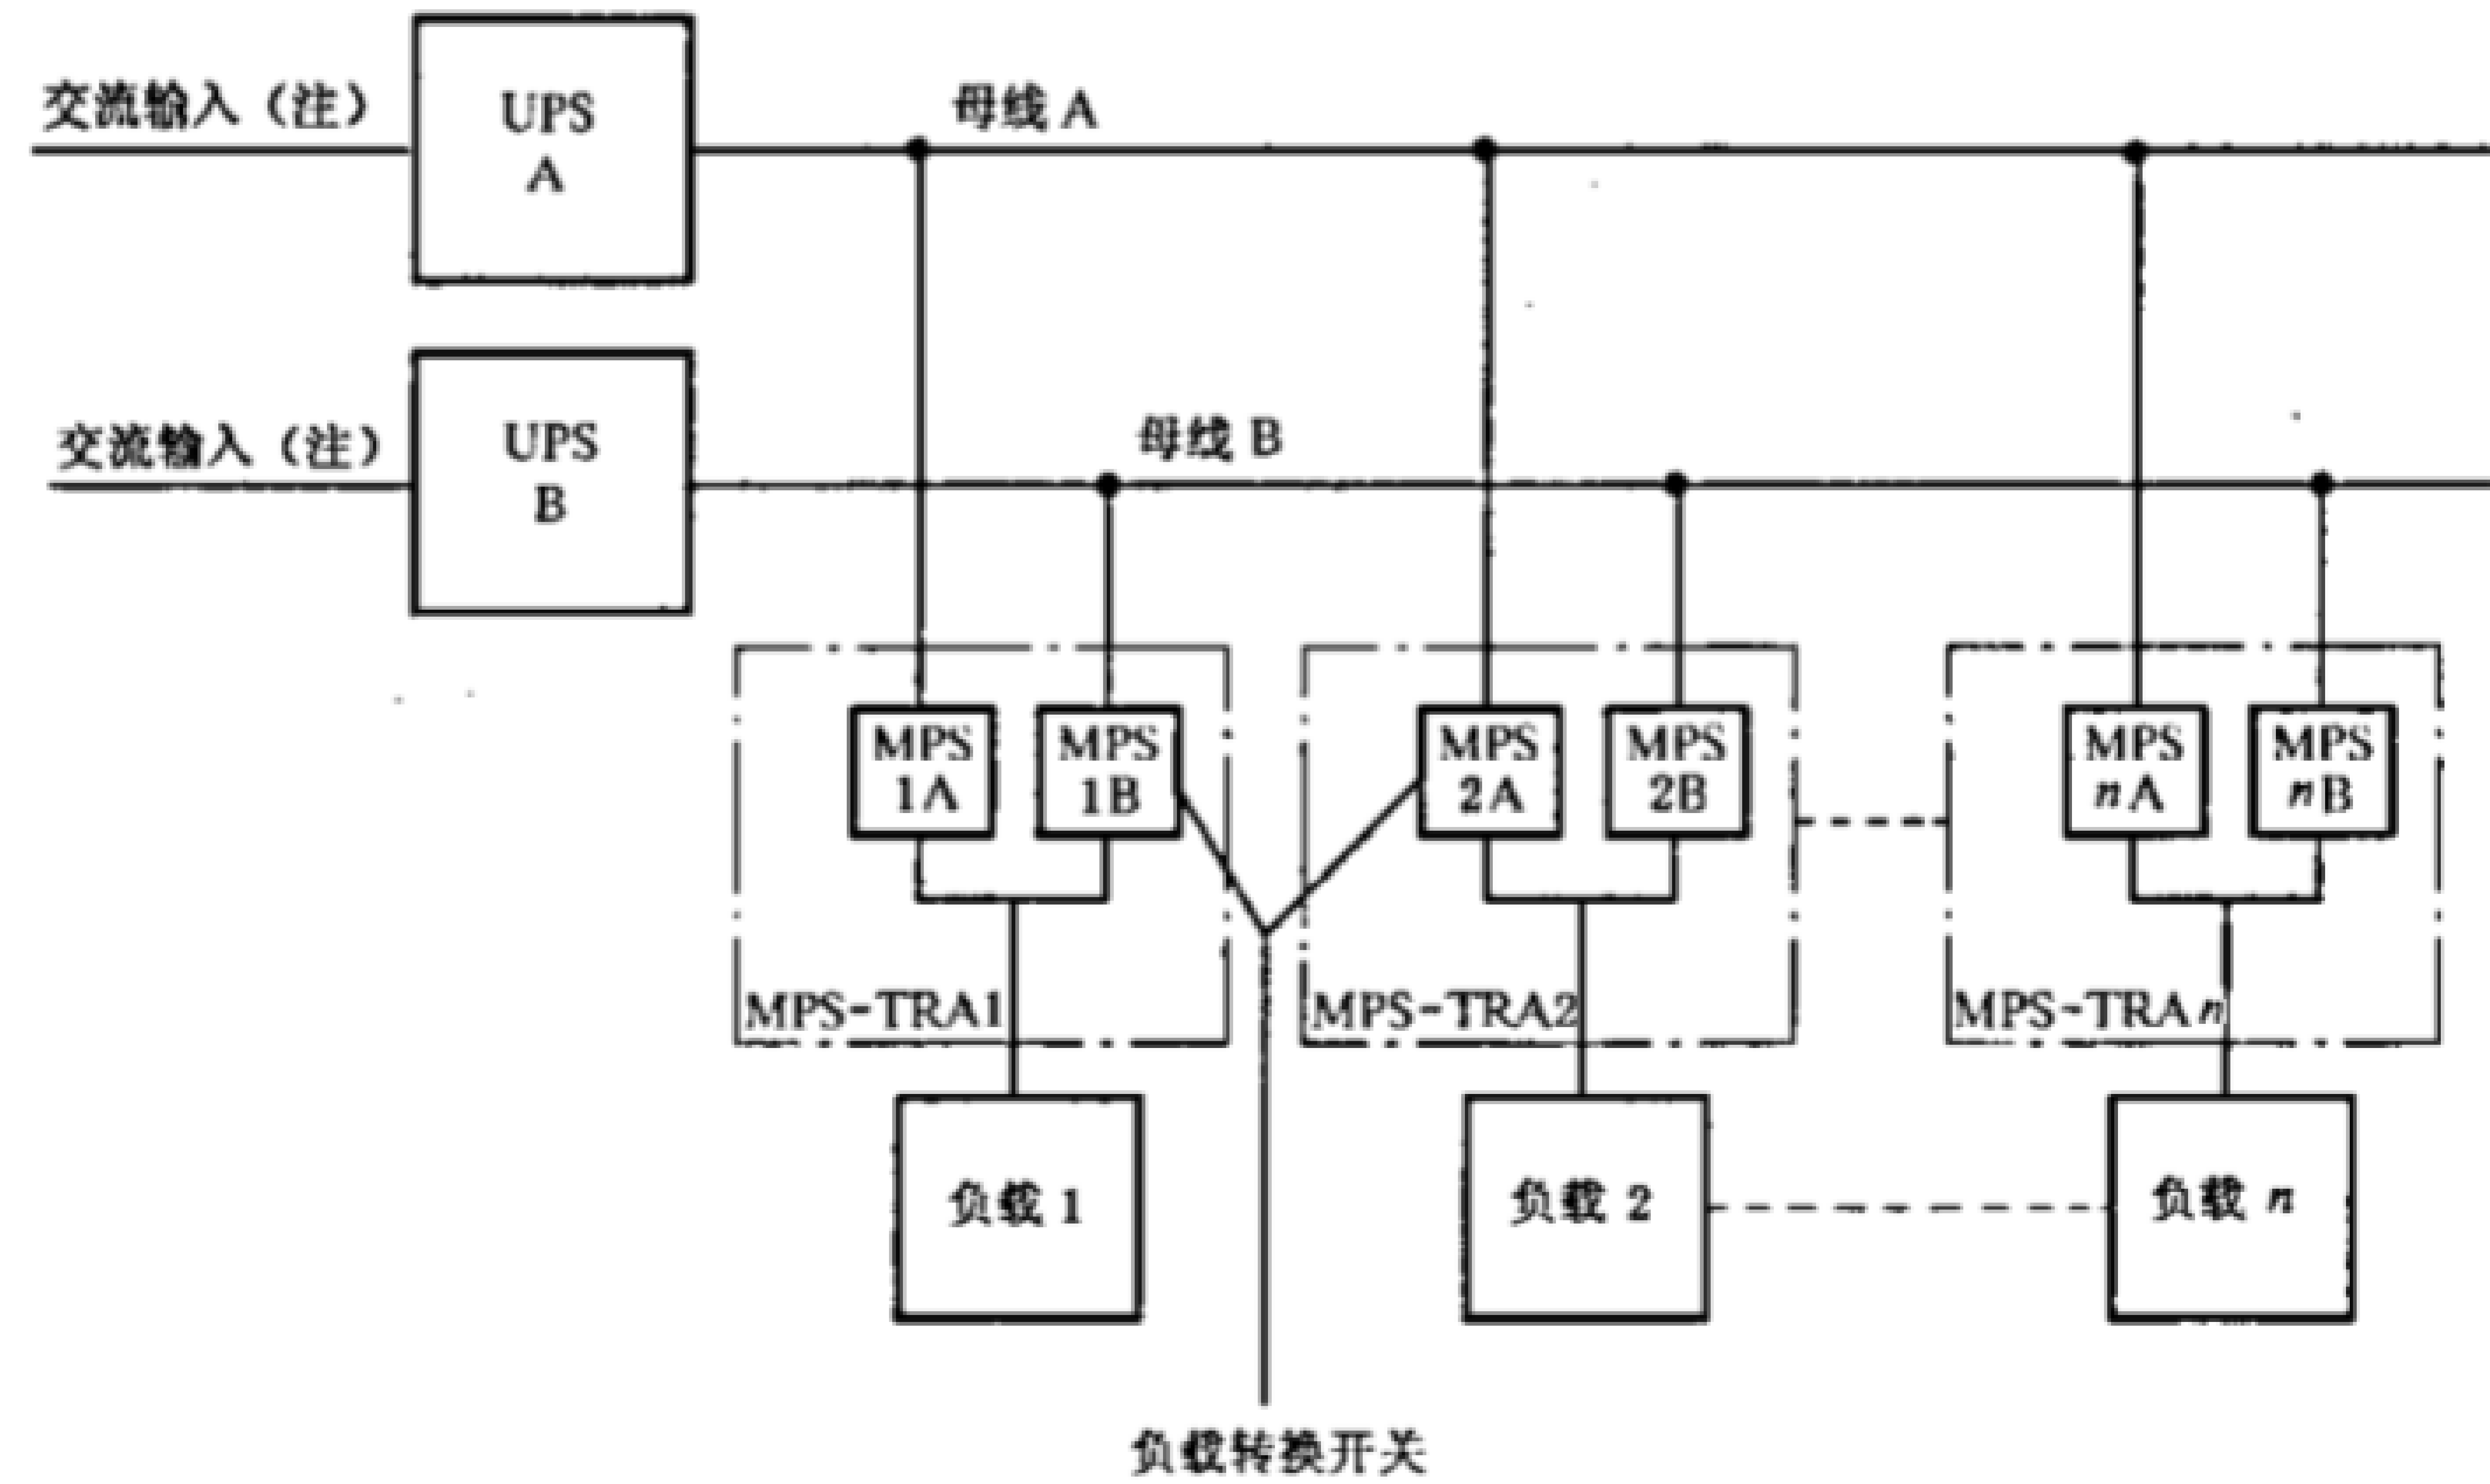 交流输入（注）
UPS
A
母线 A
交流输入（注）
UPS
B
母线 B
MPS
1A
MPS
1B
MPS
2A
MPS
2B
MPS
nA
MPS
nB
MPS-TRA1
MPS-TRA2
MPS-TRAn
负载 1
负载 2
负载 n
负载转换开关